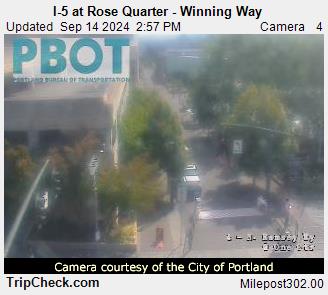 I-5 at Rose Quarter - Winning Way
Updated Sep 14 2024 2:57 PM Camera 4
PBOT
PORTLAND BUREAU OF TRANSPORTATION
Camera courtesy of the City of Portland
TripCheck.com Milepost302.00